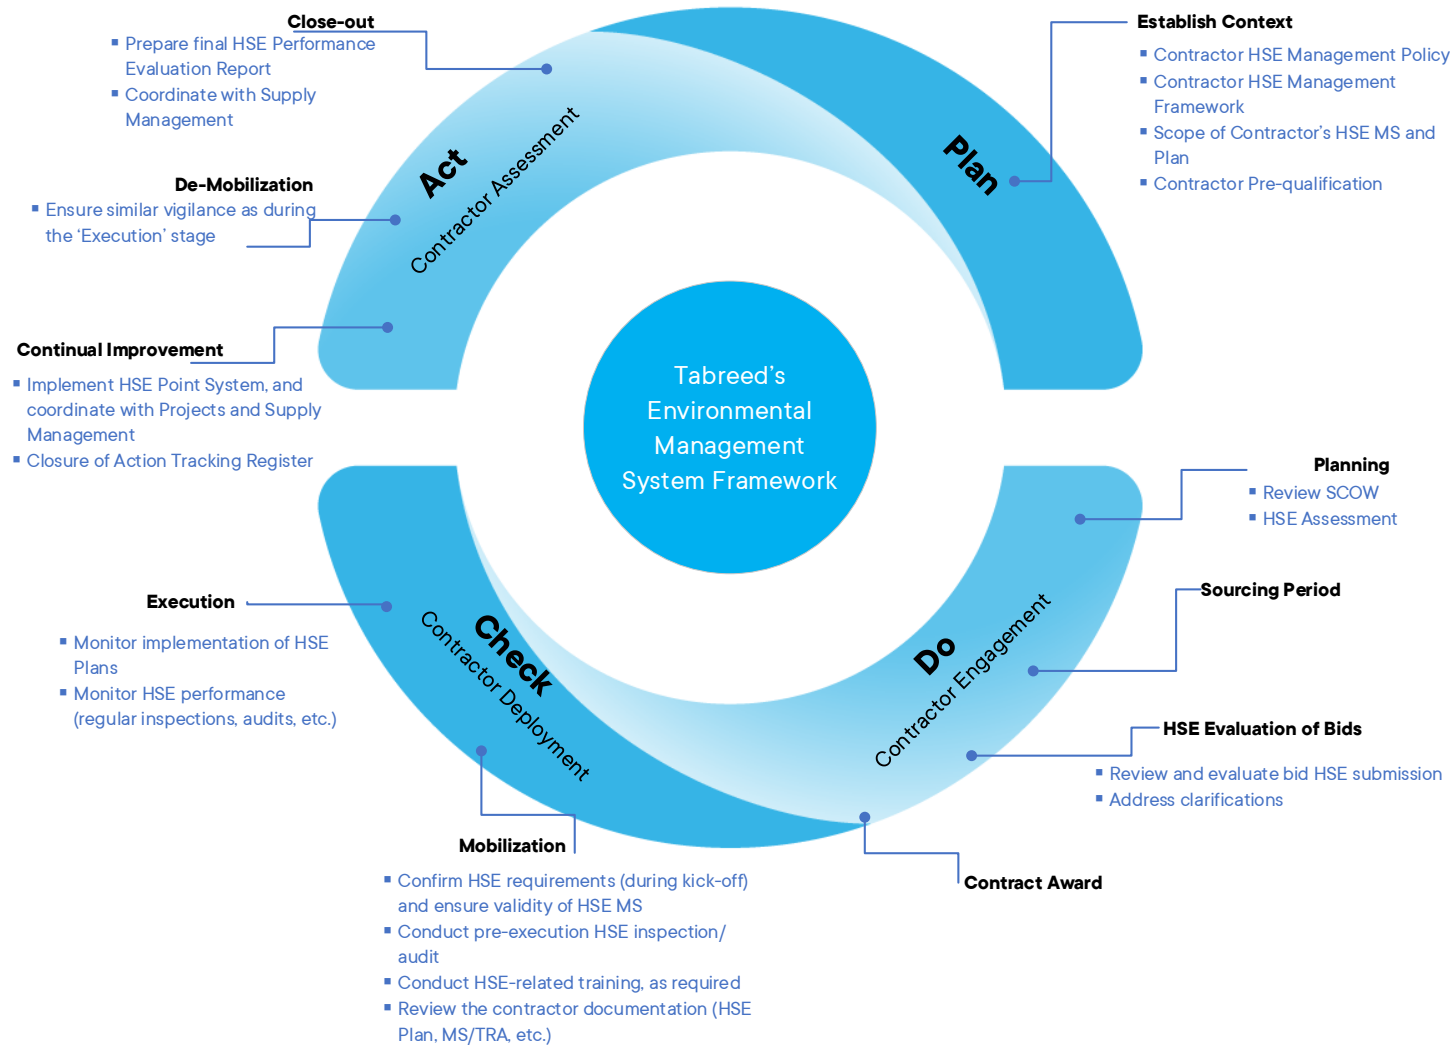 Close-out
▪ Prepare final HSE Performance
Evaluation Report
▪ Coordinate with Supply
Management
De-Mobilization
▪ Ensure similar vigilance as during
the ‘Execution’ stage
Continual Improvement
▪ Implement HSE Point System, and
coordinate with Projects and Supply
Management
▪ Closure of Action Tracking Register
Act
Contractor Assessment
Plan
Establish Context
▪ Contractor HSE Management Policy
▪ Contractor HSE Management
Framework
▪ Scope of Contractor’s HSE MS and
Plan
▪ Contractor Pre-qualification
Tabreed’s
Environmental
Management
System Framework
Planning
▪ Review SCOW
▪ HSE Assessment
Sourcing Period
Do
Contractor Engagement
HSE Evaluation of Bids
▪ Review and evaluate bid HSE submission
▪ Address clarifications
Contract Award
Check
Contractor Deployment
Execution
▪ Monitor implementation of HSE
Plans
▪ Monitor HSE performance
(regular inspections, audits, etc.)
Mobilization
▪ Confirm HSE requirements (during kick-off)
and ensure validity of HSE MS
▪ Conduct pre-execution HSE inspection/
audit
▪ Conduct HSE-related training, as required
▪ Review the contractor documentation (HSE
Plan, MS/TRA, etc.)